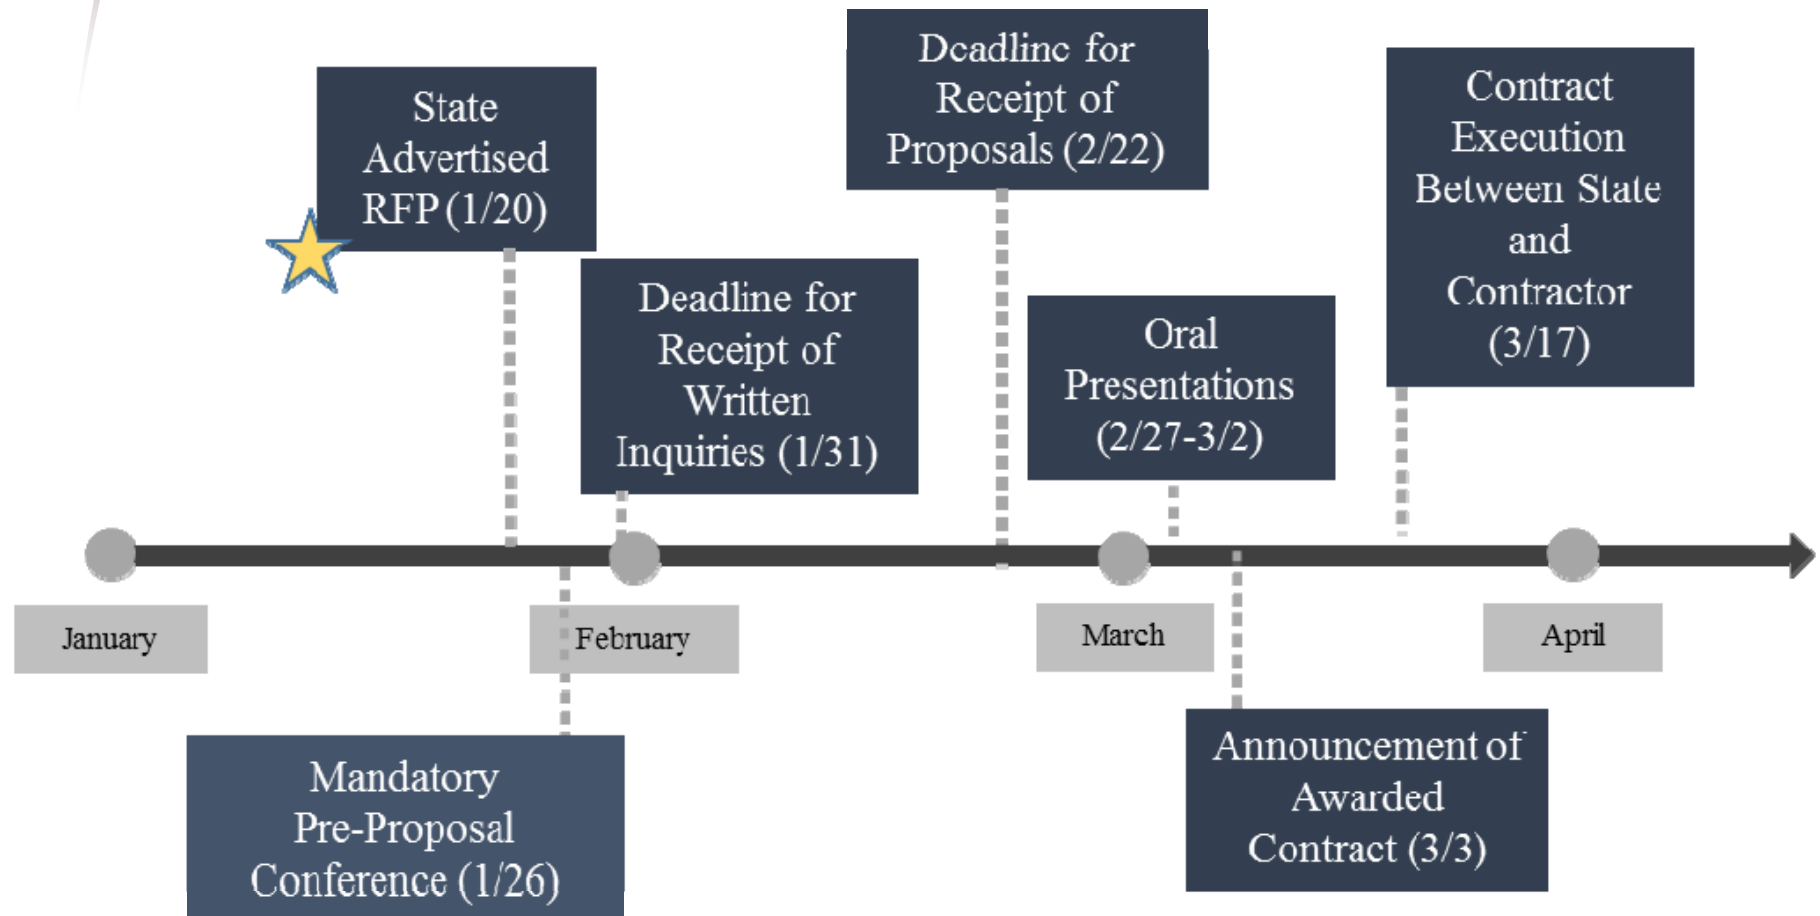 State
Advertised
RFP (1/20)
Deadline for
Receipt of
Written
Inquiries (1/31)
Deadline for
Receipt of
Proposals (2/22)
Oral
Presentations
(2/27-3/2)
Contract
Execution
Between State
and
Contractor
(3/17)
January
February
March
April
Mandatory
Pre-Proposal
Conference (1/26)
Announcement of
Awarded
Contract (3/3)